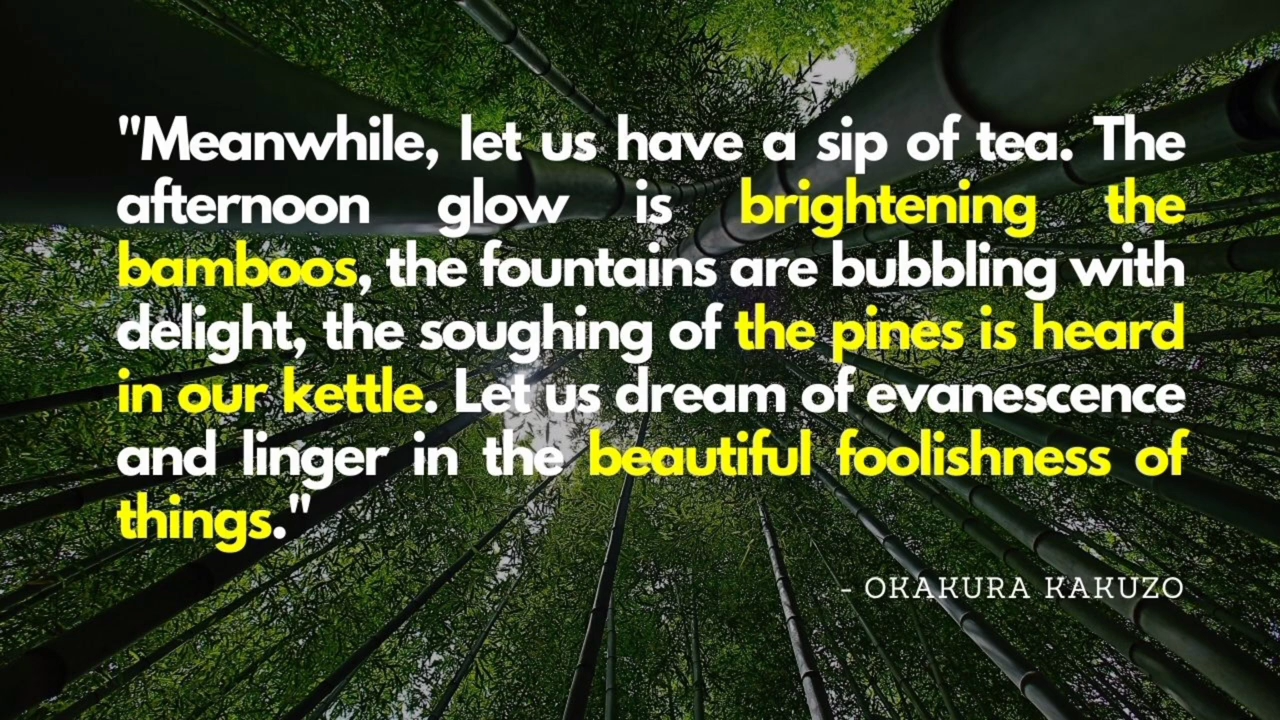 "Meanwhile, let us have a sip of tea. The
afternoon glow is brightening the
bamboos, the fountains are bubbling with
delight, the soughing of the pines is heard
in our kettle. Let us dream of evanescence
and linger in the beautiful foolishness of
things."
- OKAKURA KAKUZO